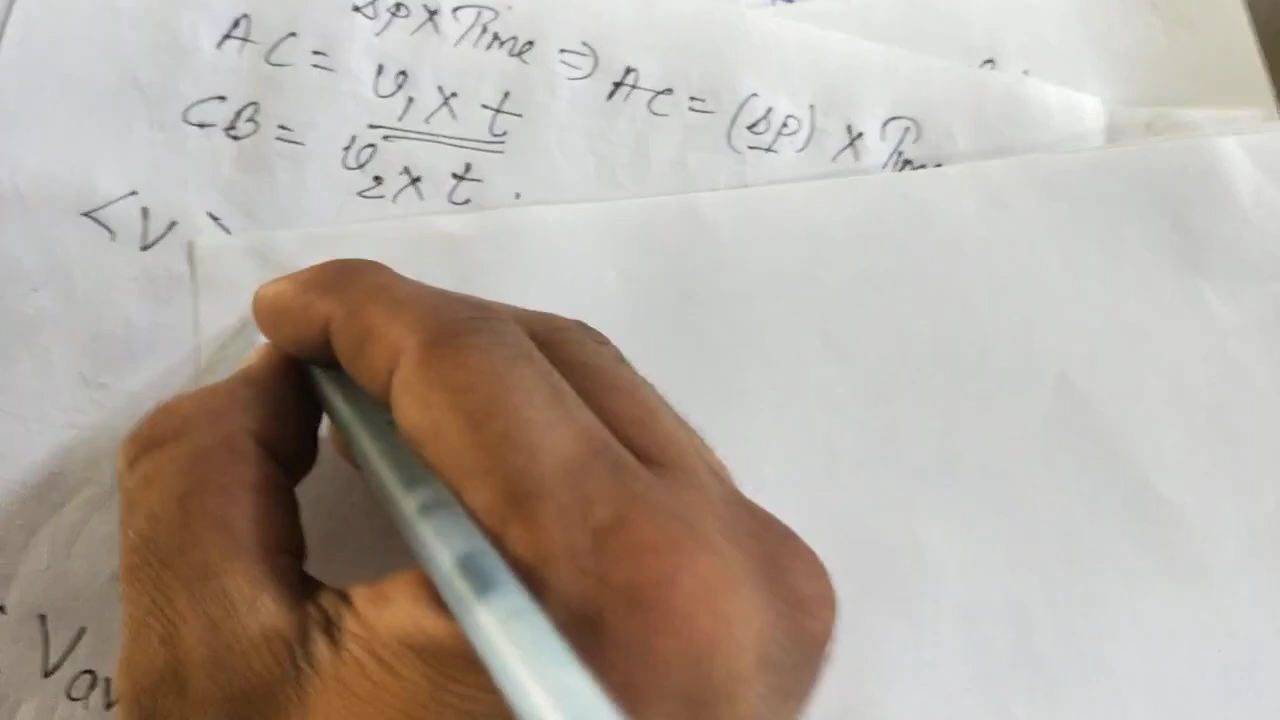 Sp x Time
AC = v₁ x t ⇒ AC = (Sp) x Time
CB = v₂ x t .
<v>
Vav